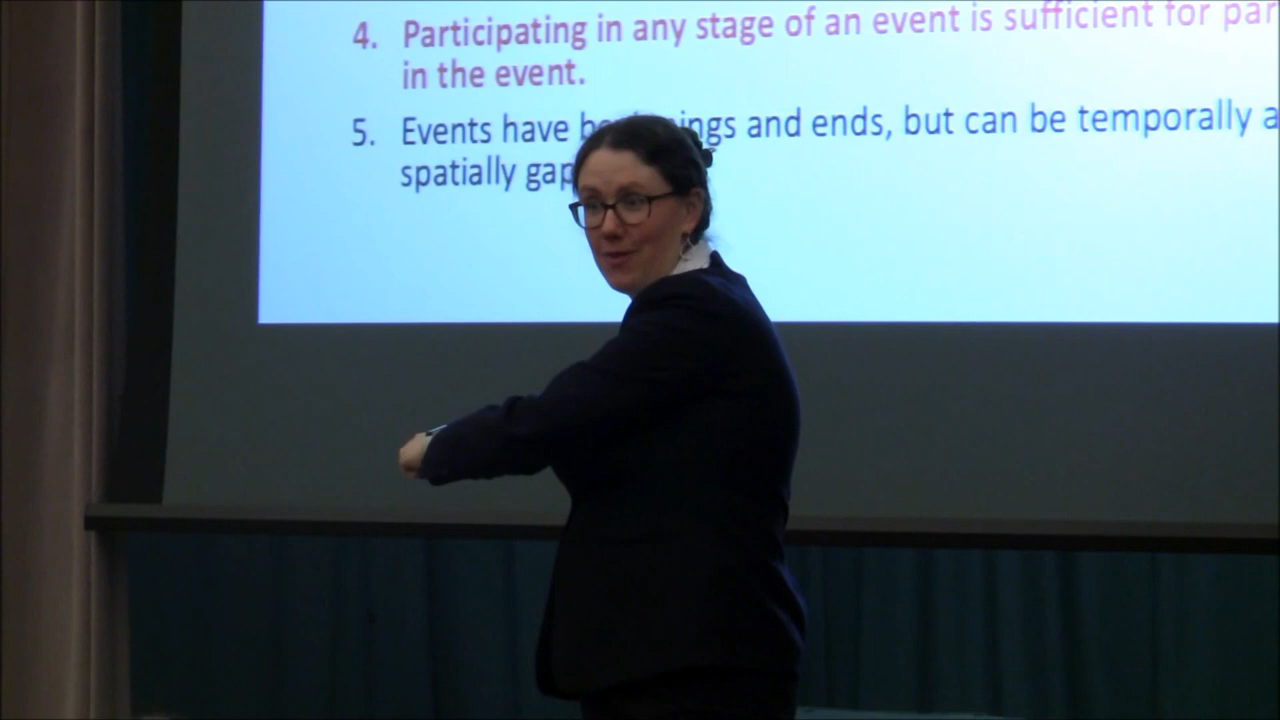 4. Participating in any stage of an event is sufficient for par
in the event.
5. Events have be ings and ends, but can be temporally a
spatially gap